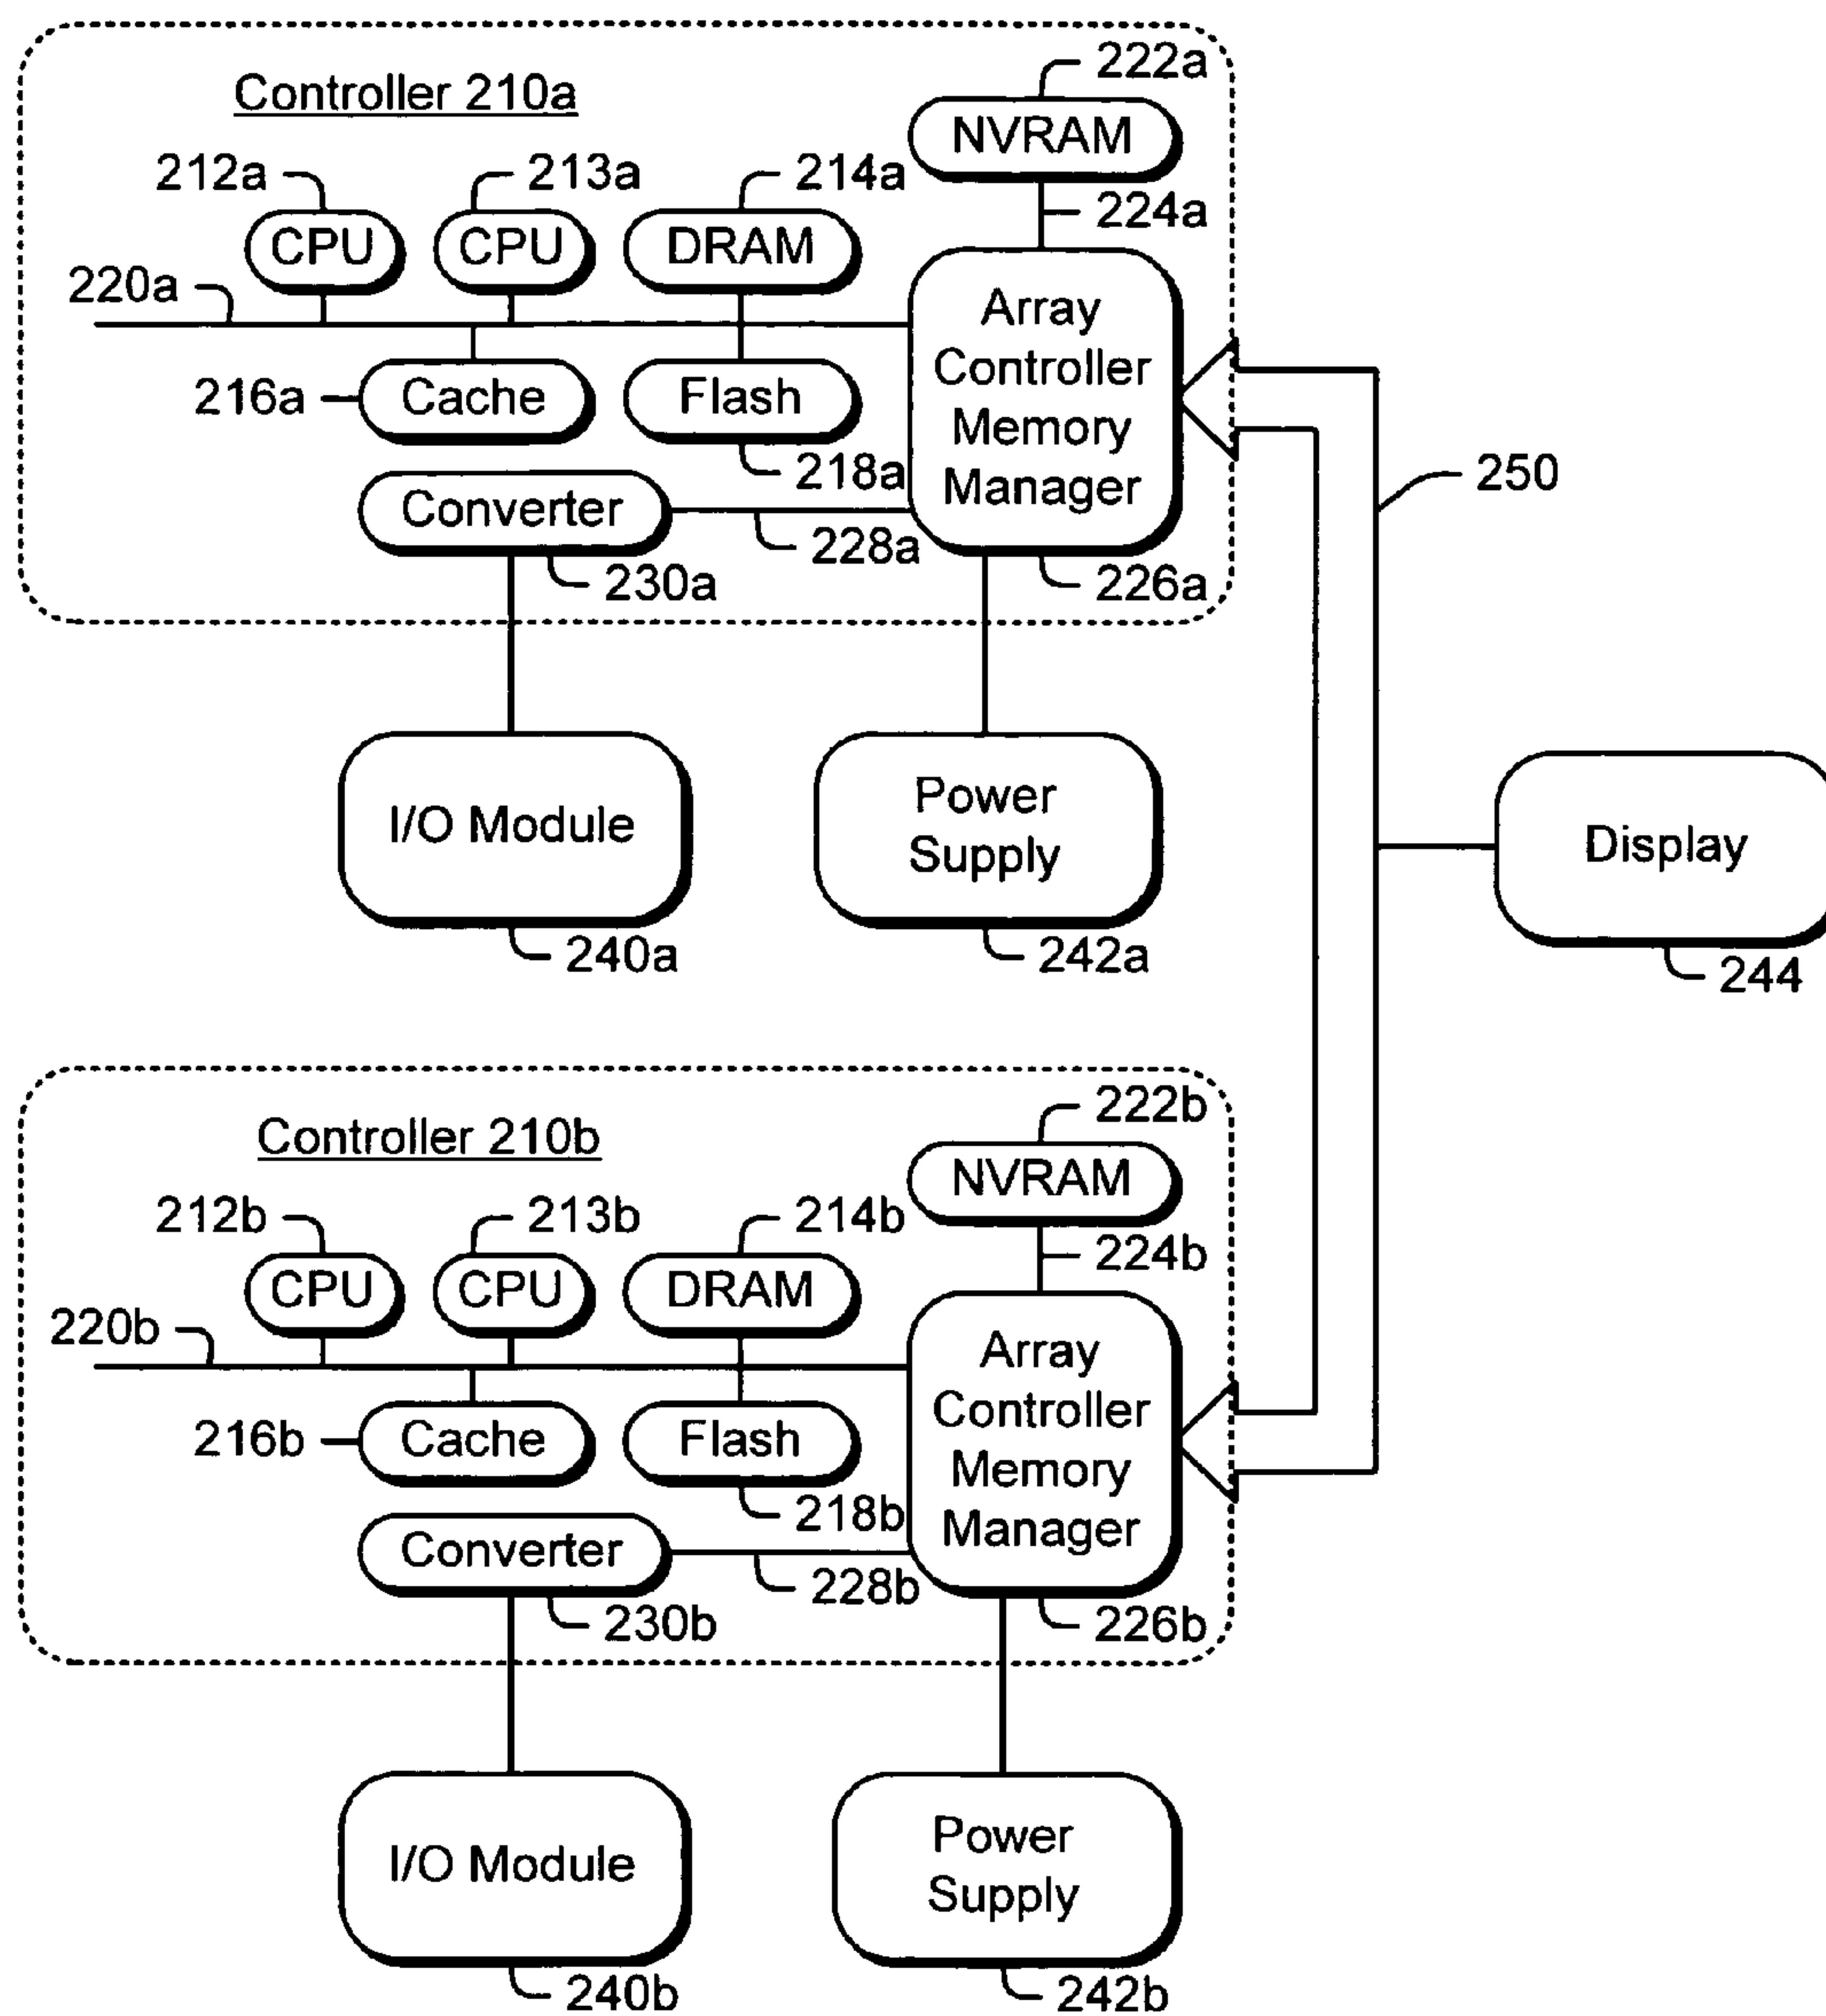 222a
Controller 210a
NVRAM
212a
213a
214a
224a
CPU
CPU
DRAM
220a
Array
Controller
Memory
Manager
216a
Cache
Flash
218a
250
Converter
228a
230a
226a
I/O Module
Power
Supply
Display
240a
242a
244
222b
Controller 210b
NVRAM
212b
213b
214b
224b
CPU
CPU
DRAM
220b
Array
Controller
Memory
Manager
216b
Cache
Flash
218b
Converter
228b
230b
226b
I/O Module
Power
Supply
240b
242b